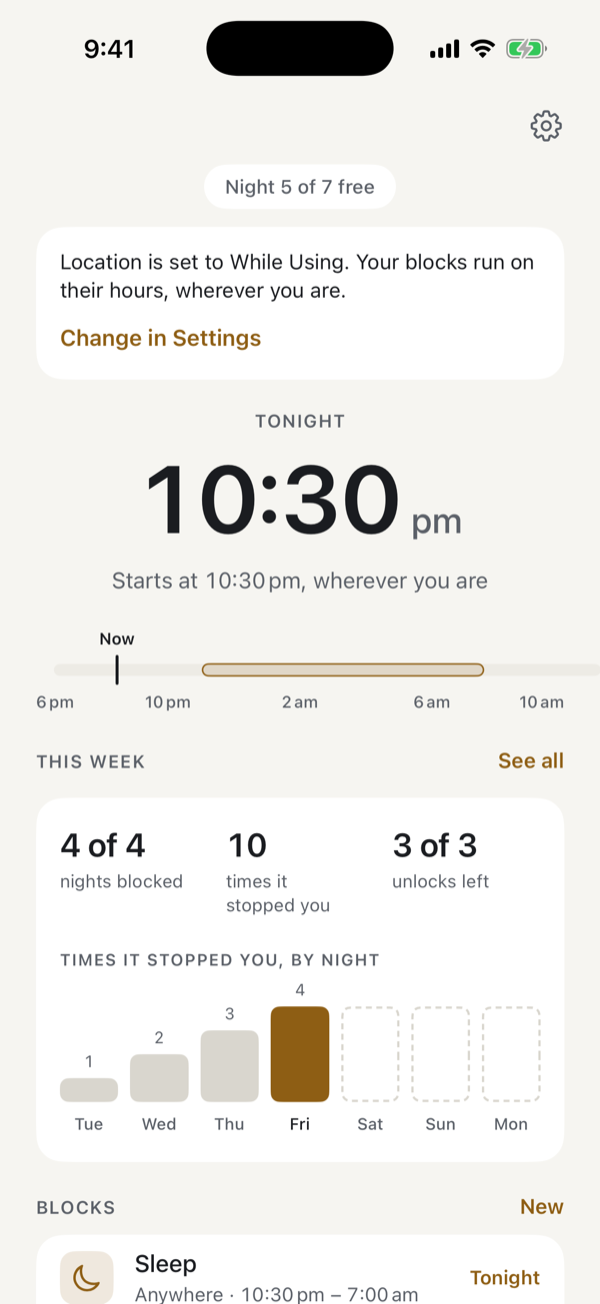 9:41
Night 5 of 7 free
Location is set to While Using. Your blocks run on
their hours, wherever you are.
Change in Settings
TONIGHT
10:30 pm
Starts at 10:30 pm, wherever you are
Now
6 pm 10 pm 2 am 6 am 10 am
THIS WEEK See all
4 of 4 10 3 of 3
nights blocked times it unlocks left
stopped you
TIMES IT STOPPED YOU, BY NIGHT
1 2 3 4
Tue Wed Thu Fri Sat Sun Mon
BLOCKS New
Sleep
Tonight
Anywhere · 10:30 pm – 7:00 am